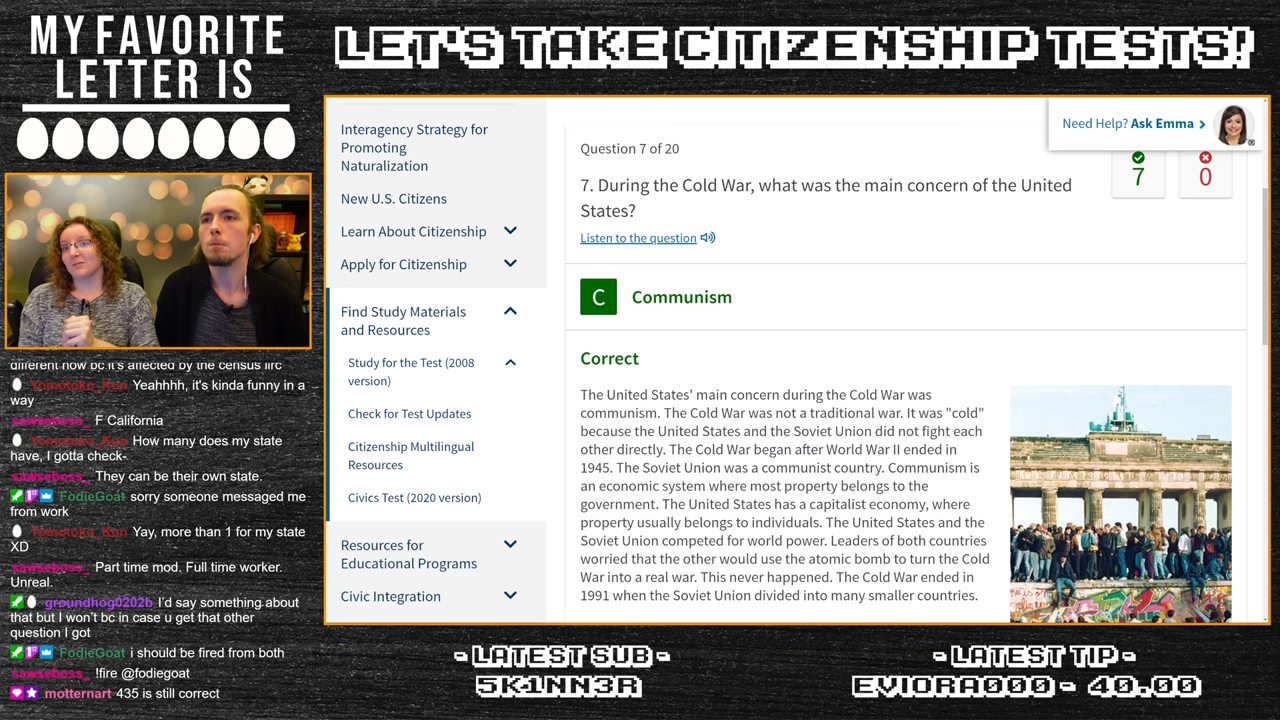 MY FAVORITE
LETTER IS
LET'S TAKE CITIZENSHIP TESTS!
Interagency Strategy for
Promoting
Naturalization
New U.S. Citizens
Learn About Citizenship
Apply for Citizenship
Find Study Materials
and Resources
Study for the Test (2008
version)
Check for Test Updates
Citizenship Multilingual
Resources
Civics Test (2020 version)
Resources for
Educational Programs
Civic Integration
Need Help? Ask Emma
Question 7 of 20
7
0
7. During the Cold War, what was the main concern of the United
States?
Listen to the question
C Communism
Correct
The United States' main concern during the Cold War was
communism. The Cold War was not a traditional war. It was "cold"
because the United States and the Soviet Union did not fight each
other directly. The Cold War began after World War II ended in
1945. The Soviet Union was a communist country. Communism is
an economic system where most property belongs to the
government. The United States has a capitalist economy, where
property usually belongs to individuals. The United States and the
Soviet Union competed for world power. Leaders of both countries
worried that the other would use the atomic bomb to turn the Cold
War into a real war. This never happened. The Cold War ended in
1991 when the Soviet Union divided into many smaller countries.
different now bc it's affected by the census iirc
Yomotoko_Kun Yeahhhh, it's kinda funny in a
way
sawseboss_ F California
Yomotoko_Kun How many does my state
have, I gotta check-
sawseboss_ They can be their own state.
FodieGoat sorry someone messaged me
from work
Yomotoko_Kun Yay, more than 1 for my state
XD
sawseboss_ Part time mod. Full time worker.
Unreal.
groundhog0202b I'd say something about
that but I won't bc in case u get that other
question I got
FodieGoat i should be fired from both
sawseboss_ !fire @fodiegoat
motternart 435 is still correct
- LATEST SUB -
5K1NN3R
- LATEST TIP -
EVIORA000 - 40.00